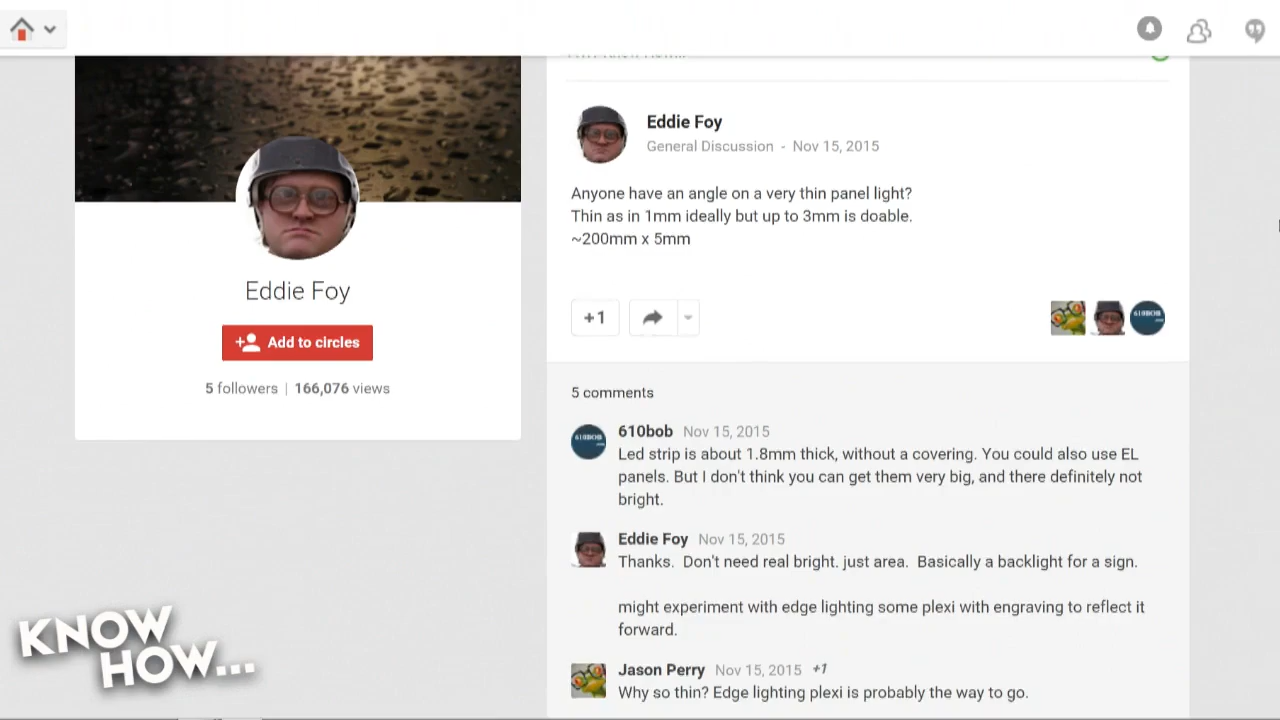 Eddie Foy
General Discussion - Nov 15, 2015
Anyone have an angle on a very thin panel light?
Thin as in 1mm ideally but up to 3mm is doable.
~200mm x 5mm
Eddie Foy
Add to circles
5 followers | 166,076 views
+1
610BOB
5 comments
610BOB
610bob Nov 15, 2015
Led strip is about 1.8mm thick, without a covering. You could also use EL
panels. But I don't think you can get them very big, and there definitely not
bright.
Eddie Foy Nov 15, 2015
Thanks. Don't need real bright. just area. Basically a backlight for a sign.
might experiment with edge lighting some plexi with engraving to reflect it
forward.
Jason Perry Nov 15, 2015 +1
Why so thin? Edge lighting plexi is probably the way to go.
KNOW
HOW...